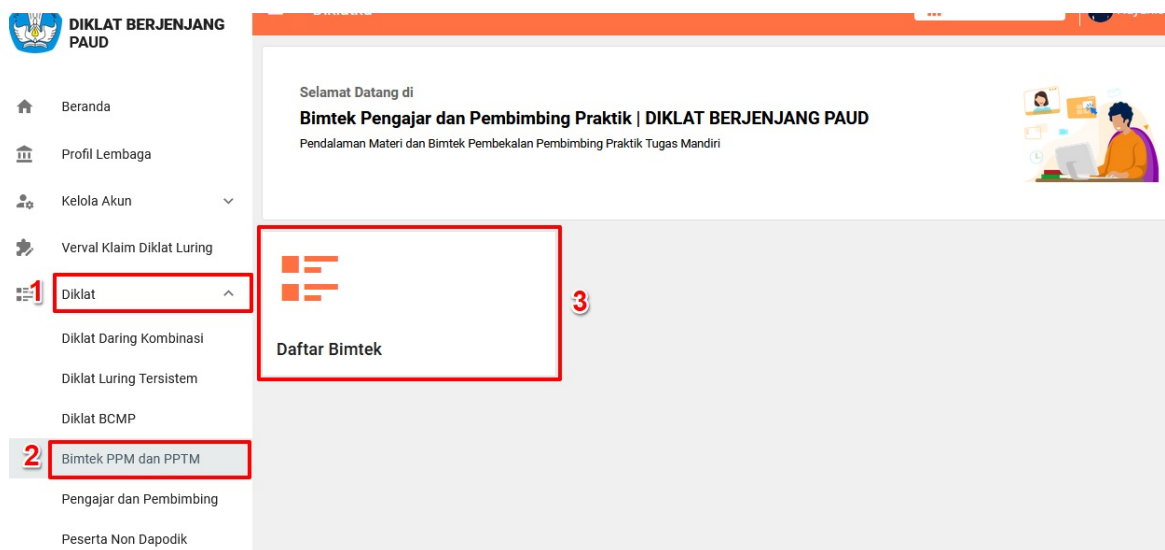 DIKLAT BERJENJANG
PAUD
Beranda
Profil Lembaga
Kelola Akun
Verval Klaim Diklat Luring
1
Diklat
Diklat Daring Kombinasi
Diklat Luring Tersistem
Diklat BCMP
2
Bimtek PPM dan PPTM
Pengajar dan Pembimbing
Peserta Non Dapodik
Selamat Datang di
Bimtek Pengajar dan Pembimbing Praktik | DIKLAT BERJENJANG PAUD
Pendalaman Materi dan Bimtek Pembekalan Pembimbing Praktik Tugas Mandiri
Daftar Bimtek
3